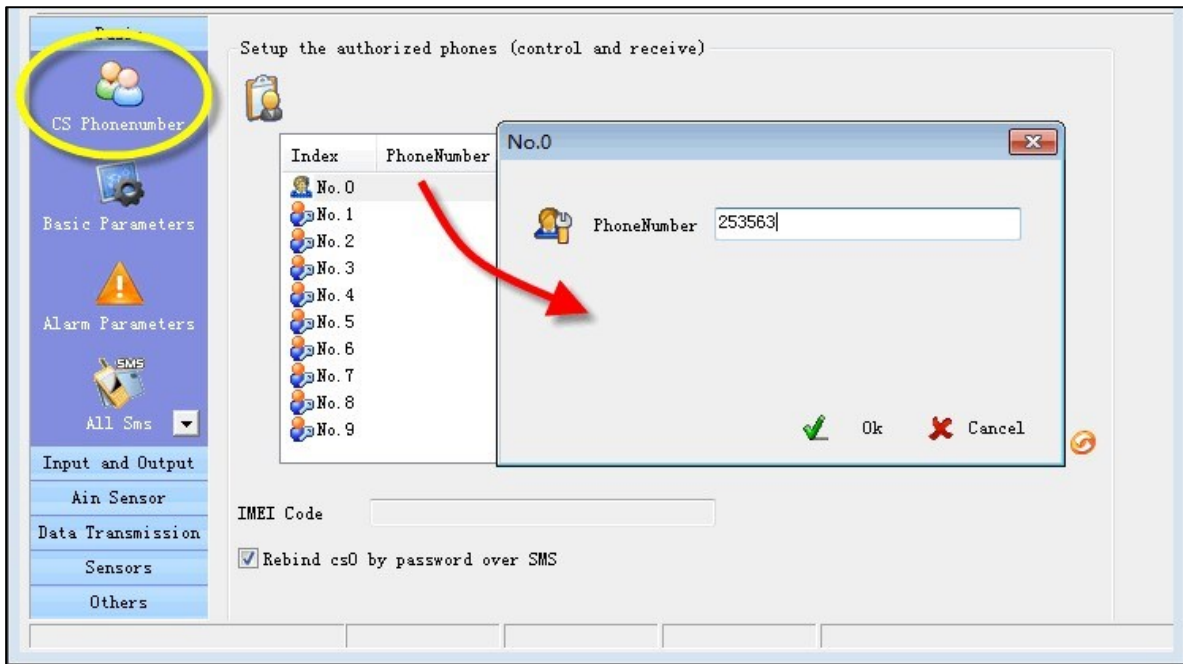 CS Phonenumber
Basic Parameters
Alarm Parameters
SMS
All Sms
Input and Output
Ain Sensor
Data Transmission
Sensors
Others
Setup the authorized phones (control and receive)
Index PhoneNumber
No. 0
No. 1
No. 2
No. 3
No. 4
No. 5
No. 6
No. 7
No. 8
No. 9
No.0
PhoneNumber 253563
Ok Cancel
IMEI Code
Rebind cs0 by password over SMS